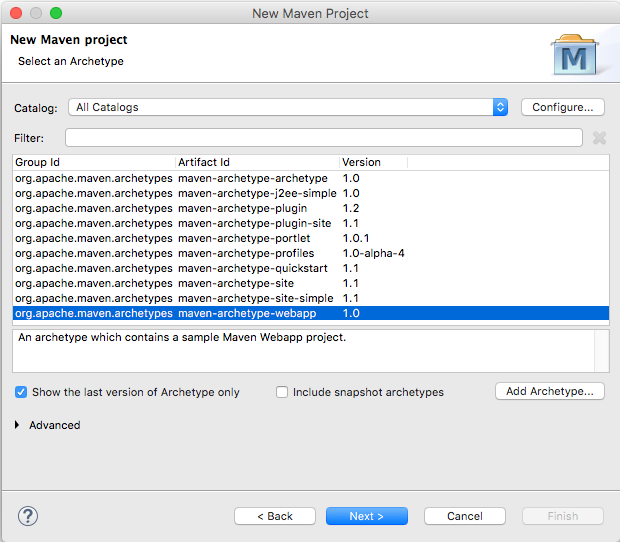 New Maven Project
New Maven project
Select an Archetype
M
Catalog: All Catalogs Configure...
Filter:
Group Id Artifact Id Version
org.apache.maven.archetypes maven-archetype-archetype 1.0
org.apache.maven.archetypes maven-archetype-j2ee-simple 1.0
org.apache.maven.archetypes maven-archetype-plugin 1.2
org.apache.maven.archetypes maven-archetype-plugin-site 1.1
org.apache.maven.archetypes maven-archetype-portlet 1.0.1
org.apache.maven.archetypes maven-archetype-profiles 1.0-alpha-4
org.apache.maven.archetypes maven-archetype-quickstart 1.1
org.apache.maven.archetypes maven-archetype-site 1.1
org.apache.maven.archetypes maven-archetype-site-simple 1.1
org.apache.maven.archetypes maven-archetype-webapp 1.0
An archetype which contains a sample Maven Webapp project.
Show the last version of Archetype only Include snapshot archetypes Add Archetype...
Advanced
? < Back Next > Cancel Finish